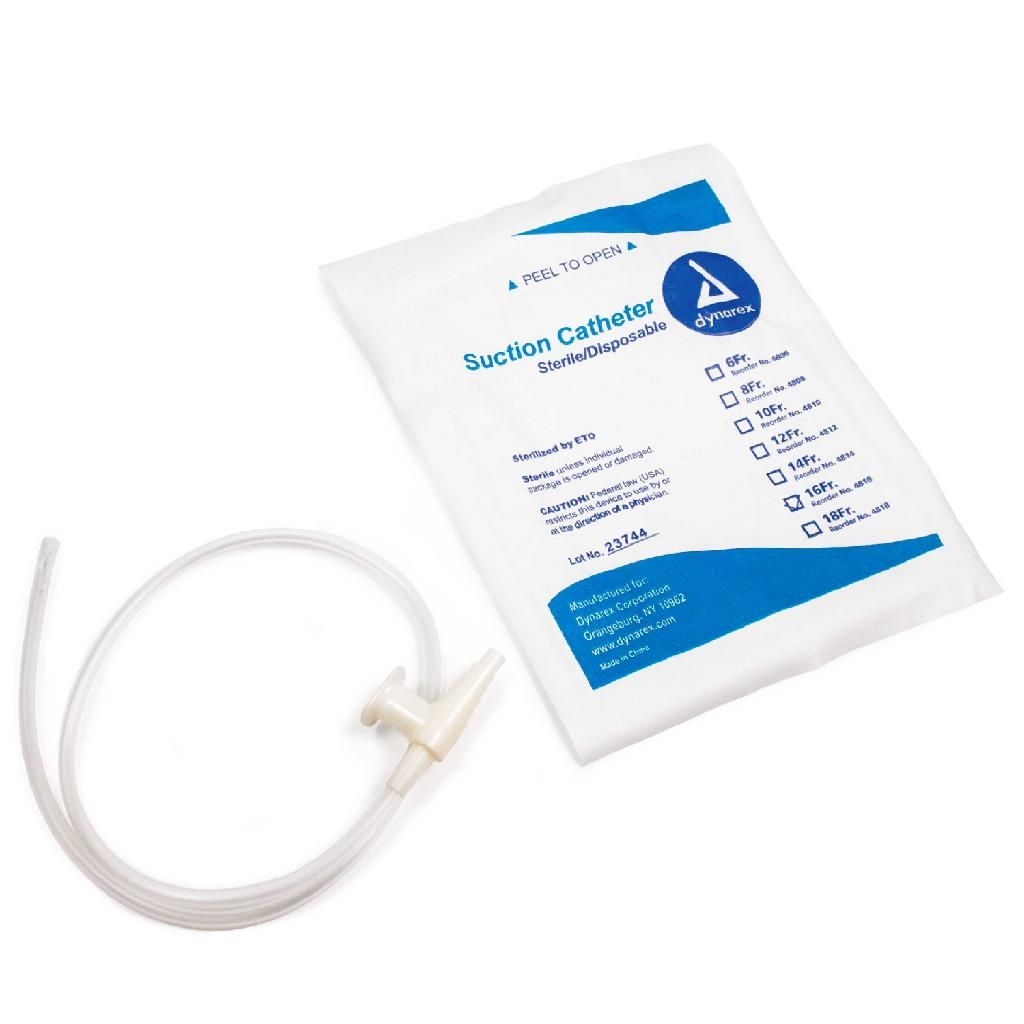 ▲ PEEL TO OPEN ▲
dynarex
Suction Catheter
Sterile/Disposable
6Fr.
Reorder No. 4806
8Fr.
Reorder No. 4808
10Fr.
Reorder No. 4810
12Fr.
Reorder No. 4812
14Fr.
Reorder No. 4814
16Fr.
Reorder No. 4816
18Fr.
Reorder No. 4818
Sterilized by ETO
Sterile unless individual
package is opened or damaged.
CAUTION: Federal law (USA)
restricts this device to use by or
at the direction of a physician.
Lot No. 23744
Manufactured for:
Dynarex Corporation
Orangeburg, NY 10962
www.dynarex.com
Made in China